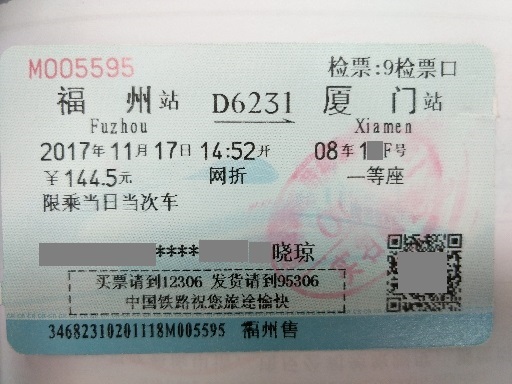 M005595 检票:9检票口
福州站 D6231 厦门站
Fuzhou Xiamen
2017年11月17日14:52开 08车1 F号
￥144.5元 网折 一等座
限乘当日当次车
**** 晓琼
买票请到12306 发货请到95306
中国铁路祝您旅途愉快
34682310201118M005595 福州售